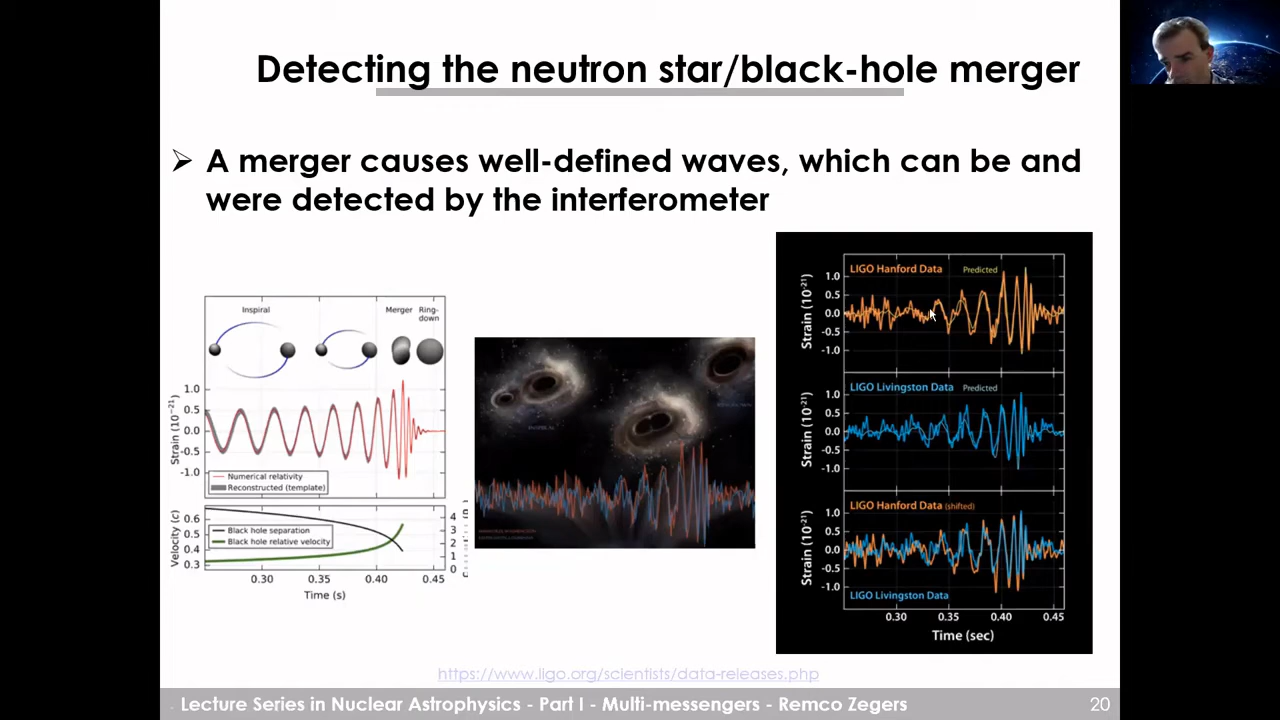 Detecting the neutron star/black-hole merger
➢ A merger causes well-defined waves, which can be and
were detected by the interferometer
Inspiral
Merger
Ring-
down
Strain (10⁻²¹)
1.0
0.5
0.0
-0.5
-1.0
Numerical relativity
Reconstructed (template)
Velocity (c)
0.6
0.5
0.4
0.3
Black hole separation
Black hole relative velocity
4
3
2
1
0
0.30 0.35 0.40 0.45
Time (s)
LIGO Hanford Data Predicted
Strain (10⁻²¹)
1.0
0.5
0.0
-0.5
-1.0
LIGO Livingston Data Predicted
Strain (10⁻²¹)
1.0
0.5
0.0
-0.5
-1.0
LIGO Hanford Data (shifted)
Strain (10⁻²¹)
1.0
0.5
0.0
-0.5
-1.0
LIGO Livingston Data
0.30 0.35 0.40 0.45
Time (sec)
https://www.ligo.org/scientists/data-releases.php
Lecture Series in Nuclear Astrophysics - Part I - Multi-messengers - Remco Zegers 20